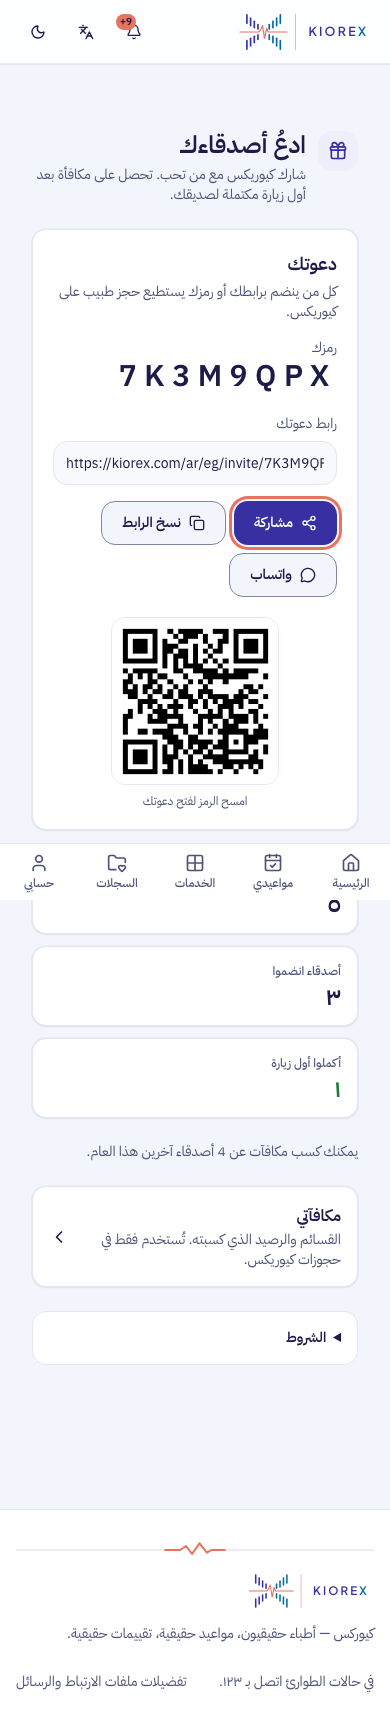 +9
KIOREX
ادعُ أصدقاءك
شارك كيوريكس مع من تحب. تحصل على مكافأة بعد
أول زيارة مكتملة لصديقك.
دعوتك
كل من ينضم برابطك أو رمزك يستطيع حجز طبيب على
كيوريكس.
رمزك
7K3M9QPX
رابط دعوتك
https://kiorex.com/ar/eg/invite/7K3M9QP
مشاركة
نسخ الرابط
واتساب
امسح الرمز لفتح دعوتك
الرئيسية
مواعيدي
الخدمات
السجلات
حسابي
٥
أصدقاء انضموا
٣
أكملوا أول زيارة
١
يمكنك كسب مكافآت عن 4 أصدقاء آخرين هذا العام.
مكافآتي
القسائم والرصيد الذي كسبته. تُستخدم فقط في
حجوزات كيوريكس.
الشروط
KIOREX
كيوركس — أطباء حقيقيون، مواعيد حقيقية، تقييمات حقيقية.
في حالات الطوارئ اتصل بـ ١٢٣.
تفضيلات ملفات الارتباط والرسائل